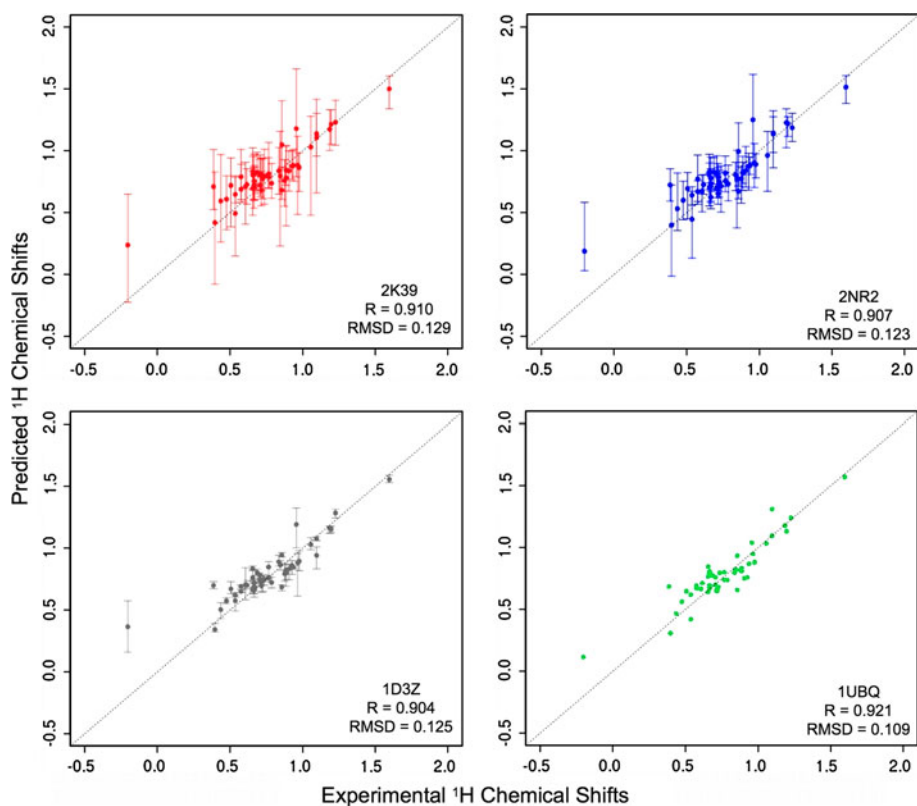 Predicted ¹H Chemical Shifts
2.0
1.5
1.0
0.5
0.0
-0.5
2K39
R = 0.910
RMSD = 0.129
-0.5 0.0 0.5 1.0 1.5 2.0
2.0
1.5
1.0
0.5
0.0
-0.5
2NR2
R = 0.907
RMSD = 0.123
-0.5 0.0 0.5 1.0 1.5 2.0
2.0
1.5
1.0
0.5
0.0
-0.5
1D3Z
R = 0.904
RMSD = 0.125
-0.5 0.0 0.5 1.0 1.5 2.0
2.0
1.5
1.0
0.5
0.0
-0.5
1UBQ
R = 0.921
RMSD = 0.109
-0.5 0.0 0.5 1.0 1.5 2.0
Experimental ¹H Chemical Shifts